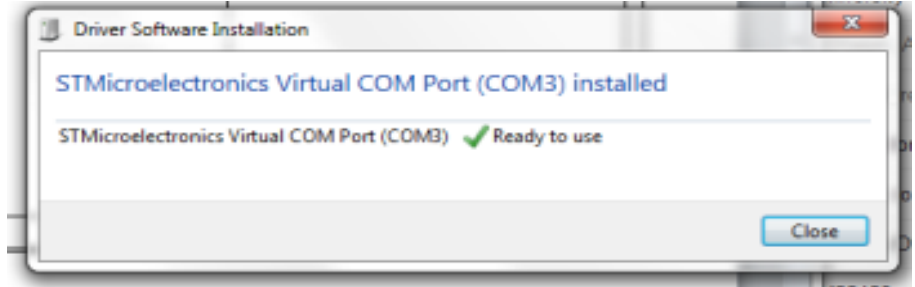 Driver Software Installation
STMicroelectronics Virtual COM Port (COM3) installed
STMicroelectronics Virtual COM Port (COM3) Ready to use
Close